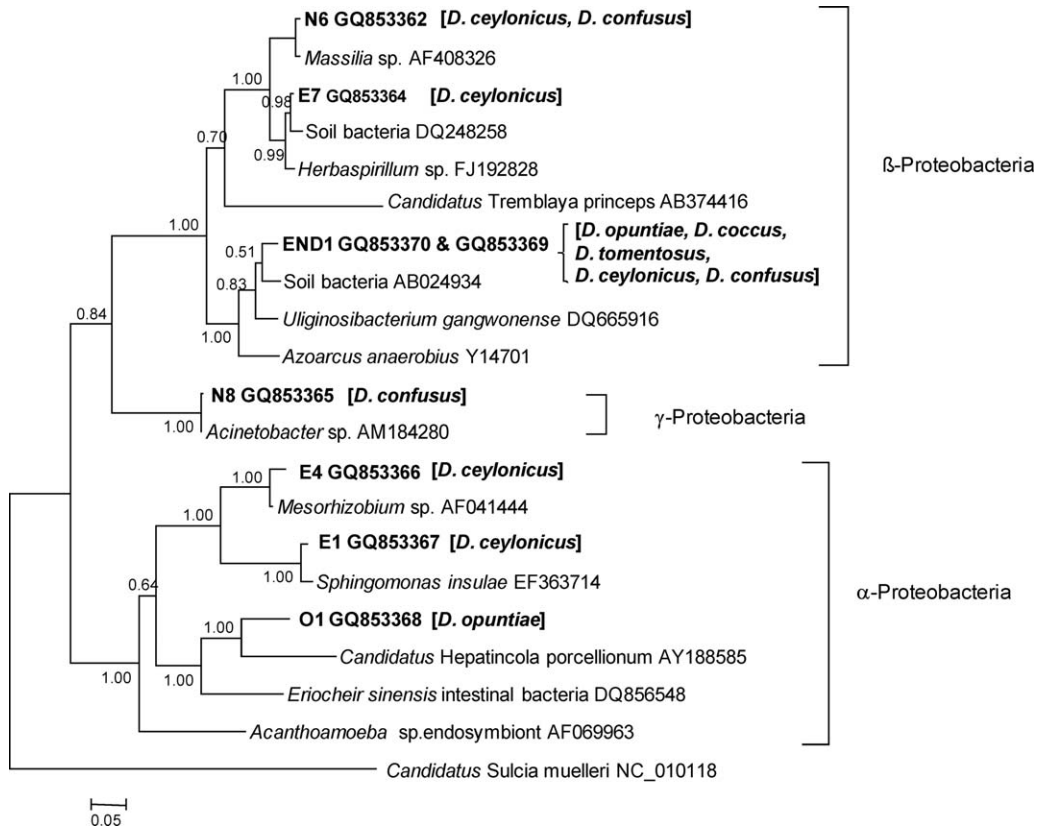 N6 GQ853362 [D. ceylonicus, D. confusus]
Massilia sp. AF408326
1.00
E7 GQ853364 [D. ceylonicus]
0.98
Soil bacteria DQ248258
0.70
0.99
Herbaspirillum sp. FJ192828
ß-Proteobacteria
Candidatus Tremblaya princeps AB374416
1.00
END1 GQ853370 & GQ853369
[D. opuntiae, D. coccus,
D. tomentosus,
D. ceylonicus, D. confusus]
0.51
Soil bacteria AB024934
0.83
Uliginosibacterium gangwonense DQ665916
0.84
1.00
Azoarcus anaerobius Y14701
N8 GQ853365 [D. confusus]
γ-Proteobacteria
1.00
Acinetobacter sp. AM184280
E4 GQ853366 [D. ceylonicus]
1.00
Mesorhizobium sp. AF041444
1.00
E1 GQ853367 [D. ceylonicus]
1.00
Sphingomonas insulae EF363714
0.64
α-Proteobacteria
O1 GQ853368 [D. opuntiae]
1.00
Candidatus Hepatincola porcellionum AY188585
1.00
1.00
Eriocheir sinensis intestinal bacteria DQ856548
Acanthoamoeba sp.endosymbiont AF069963
Candidatus Sulcia muelleri NC_010118
0.05